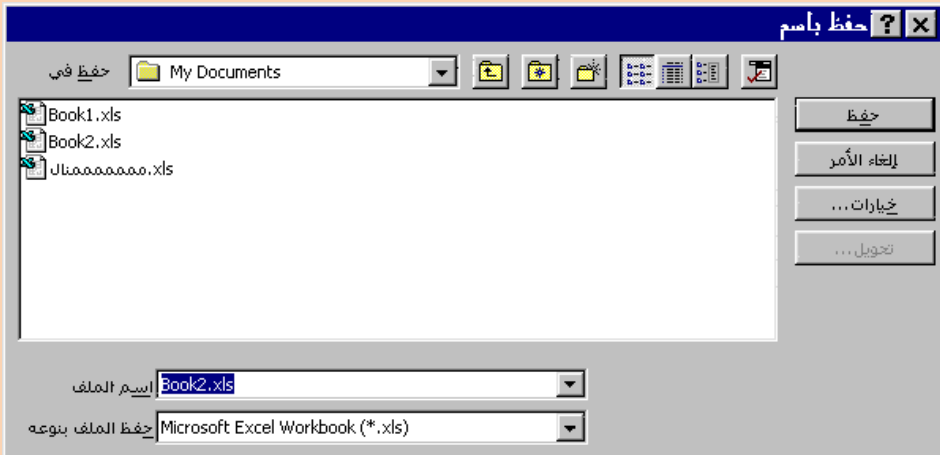 حفظ باسم
حفظ في
My Documents
Book1.xls
Book2.xls
ممممممممنال.xls
حفظ
إلغاء الأمر
خيارات...
تحويل...
اسم الملف
Book2.xls
حفظ الملف بنوعه
Microsoft Excel Workbook (*.xls)